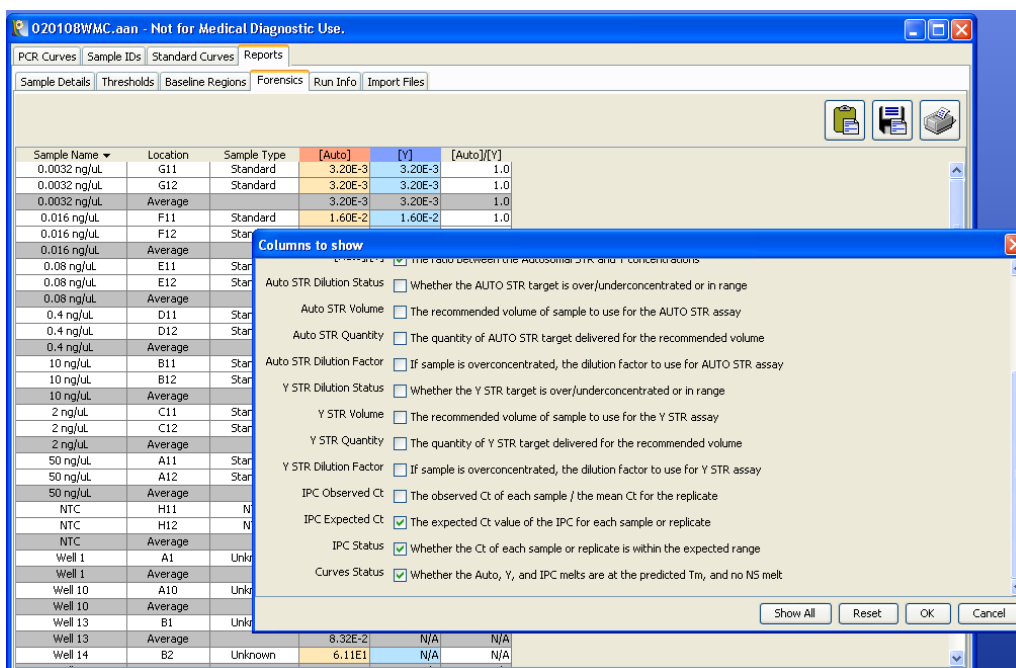 020108WMC.aan - Not for Medical Diagnostic Use.
PCR Curves Sample IDs Standard Curves Reports
Sample Details Thresholds Baseline Regions Forensics Run Info Import Files
Sample Name Location Sample Type [Auto] [Y] [Auto]/[Y]
0.0032 ng/uL G11 Standard 3.20E-3 3.20E-3 1.0
0.0032 ng/uL G12 Standard 3.20E-3 3.20E-3 1.0
0.0032 ng/uL Average 3.20E-3 3.20E-3 1.0
0.016 ng/uL F11 Standard 1.60E-2 1.60E-2 1.0
0.016 ng/uL F12
0.016 ng/uL Average
0.08 ng/uL E11
0.08 ng/uL E12
0.08 ng/uL Average
0.4 ng/uL D11
0.4 ng/uL D12
0.4 ng/uL Average
10 ng/uL B11
10 ng/uL B12
10 ng/uL Average
2 ng/uL C11
2 ng/uL C12
2 ng/uL Average
50 ng/uL A11
50 ng/uL A12
50 ng/uL Average
NTC H11
NTC H12
NTC Average
Well 1 A1
Well 1 Average
Well 10 A10
Well 10 Average
Well 13 B1
Well 13 Average 8.32E-2 N/A N/A
Well 14 B2 Unknown 6.11E1 N/A N/A
Columns to show
The ratio between the Autosomal STR and Y concentrations
Auto STR Dilution Status Whether the AUTO STR target is over/underconcentrated or in range
Auto STR Volume The recommended volume of sample to use for the AUTO STR assay
Auto STR Quantity The quantity of AUTO STR target delivered for the recommended volume
Auto STR Dilution Factor If sample is overconcentrated, the dilution factor to use for AUTO STR assay
Y STR Dilution Status Whether the Y STR target is over/underconcentrated or in range
Y STR Volume The recommended volume of sample to use for the Y STR assay
Y STR Quantity The quantity of Y STR target delivered for the recommended volume
Y STR Dilution Factor If sample is overconcentrated, the dilution factor to use for Y STR assay
IPC Observed Ct The observed Ct of each sample / the mean Ct for the replicate
IPC Expected Ct The expected Ct value of the IPC for each sample or replicate
IPC Status Whether the Ct of each sample or replicate is within the expected range
Curves Status Whether the Auto, Y, and IPC melts are at the predicted Tm, and no NS melt
Show All Reset OK Cancel